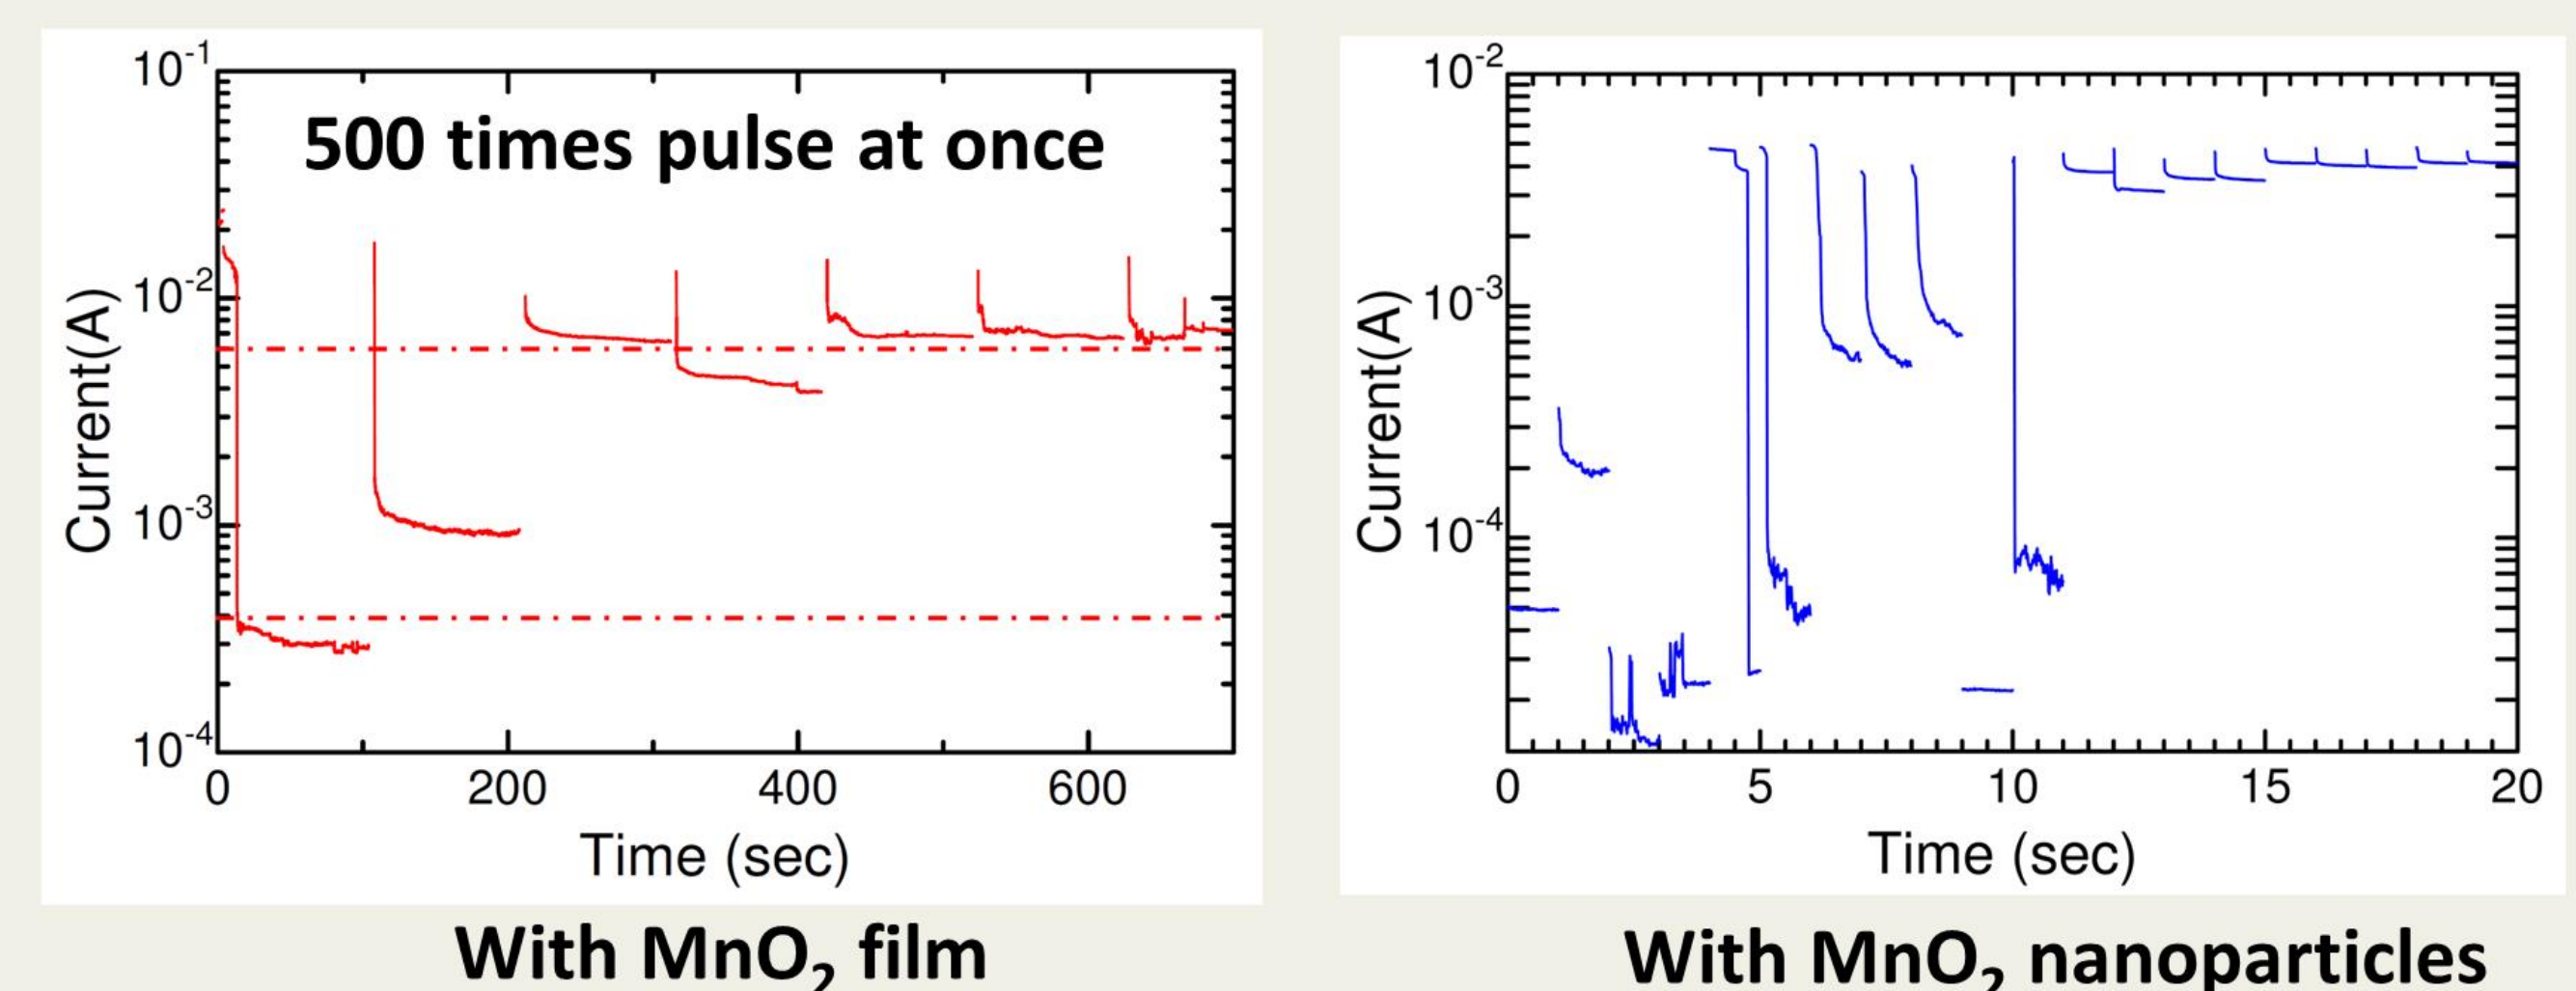 10⁻¹
500 times pulse at once
10⁻²
10⁻³
10⁻⁴
Current(A)
0 200 400 600
Time (sec)
With MnO₂ film
10⁻²
10⁻³
10⁻⁴
Current(A)
0 5 10 15 20
Time (sec)
With MnO₂ nanoparticles